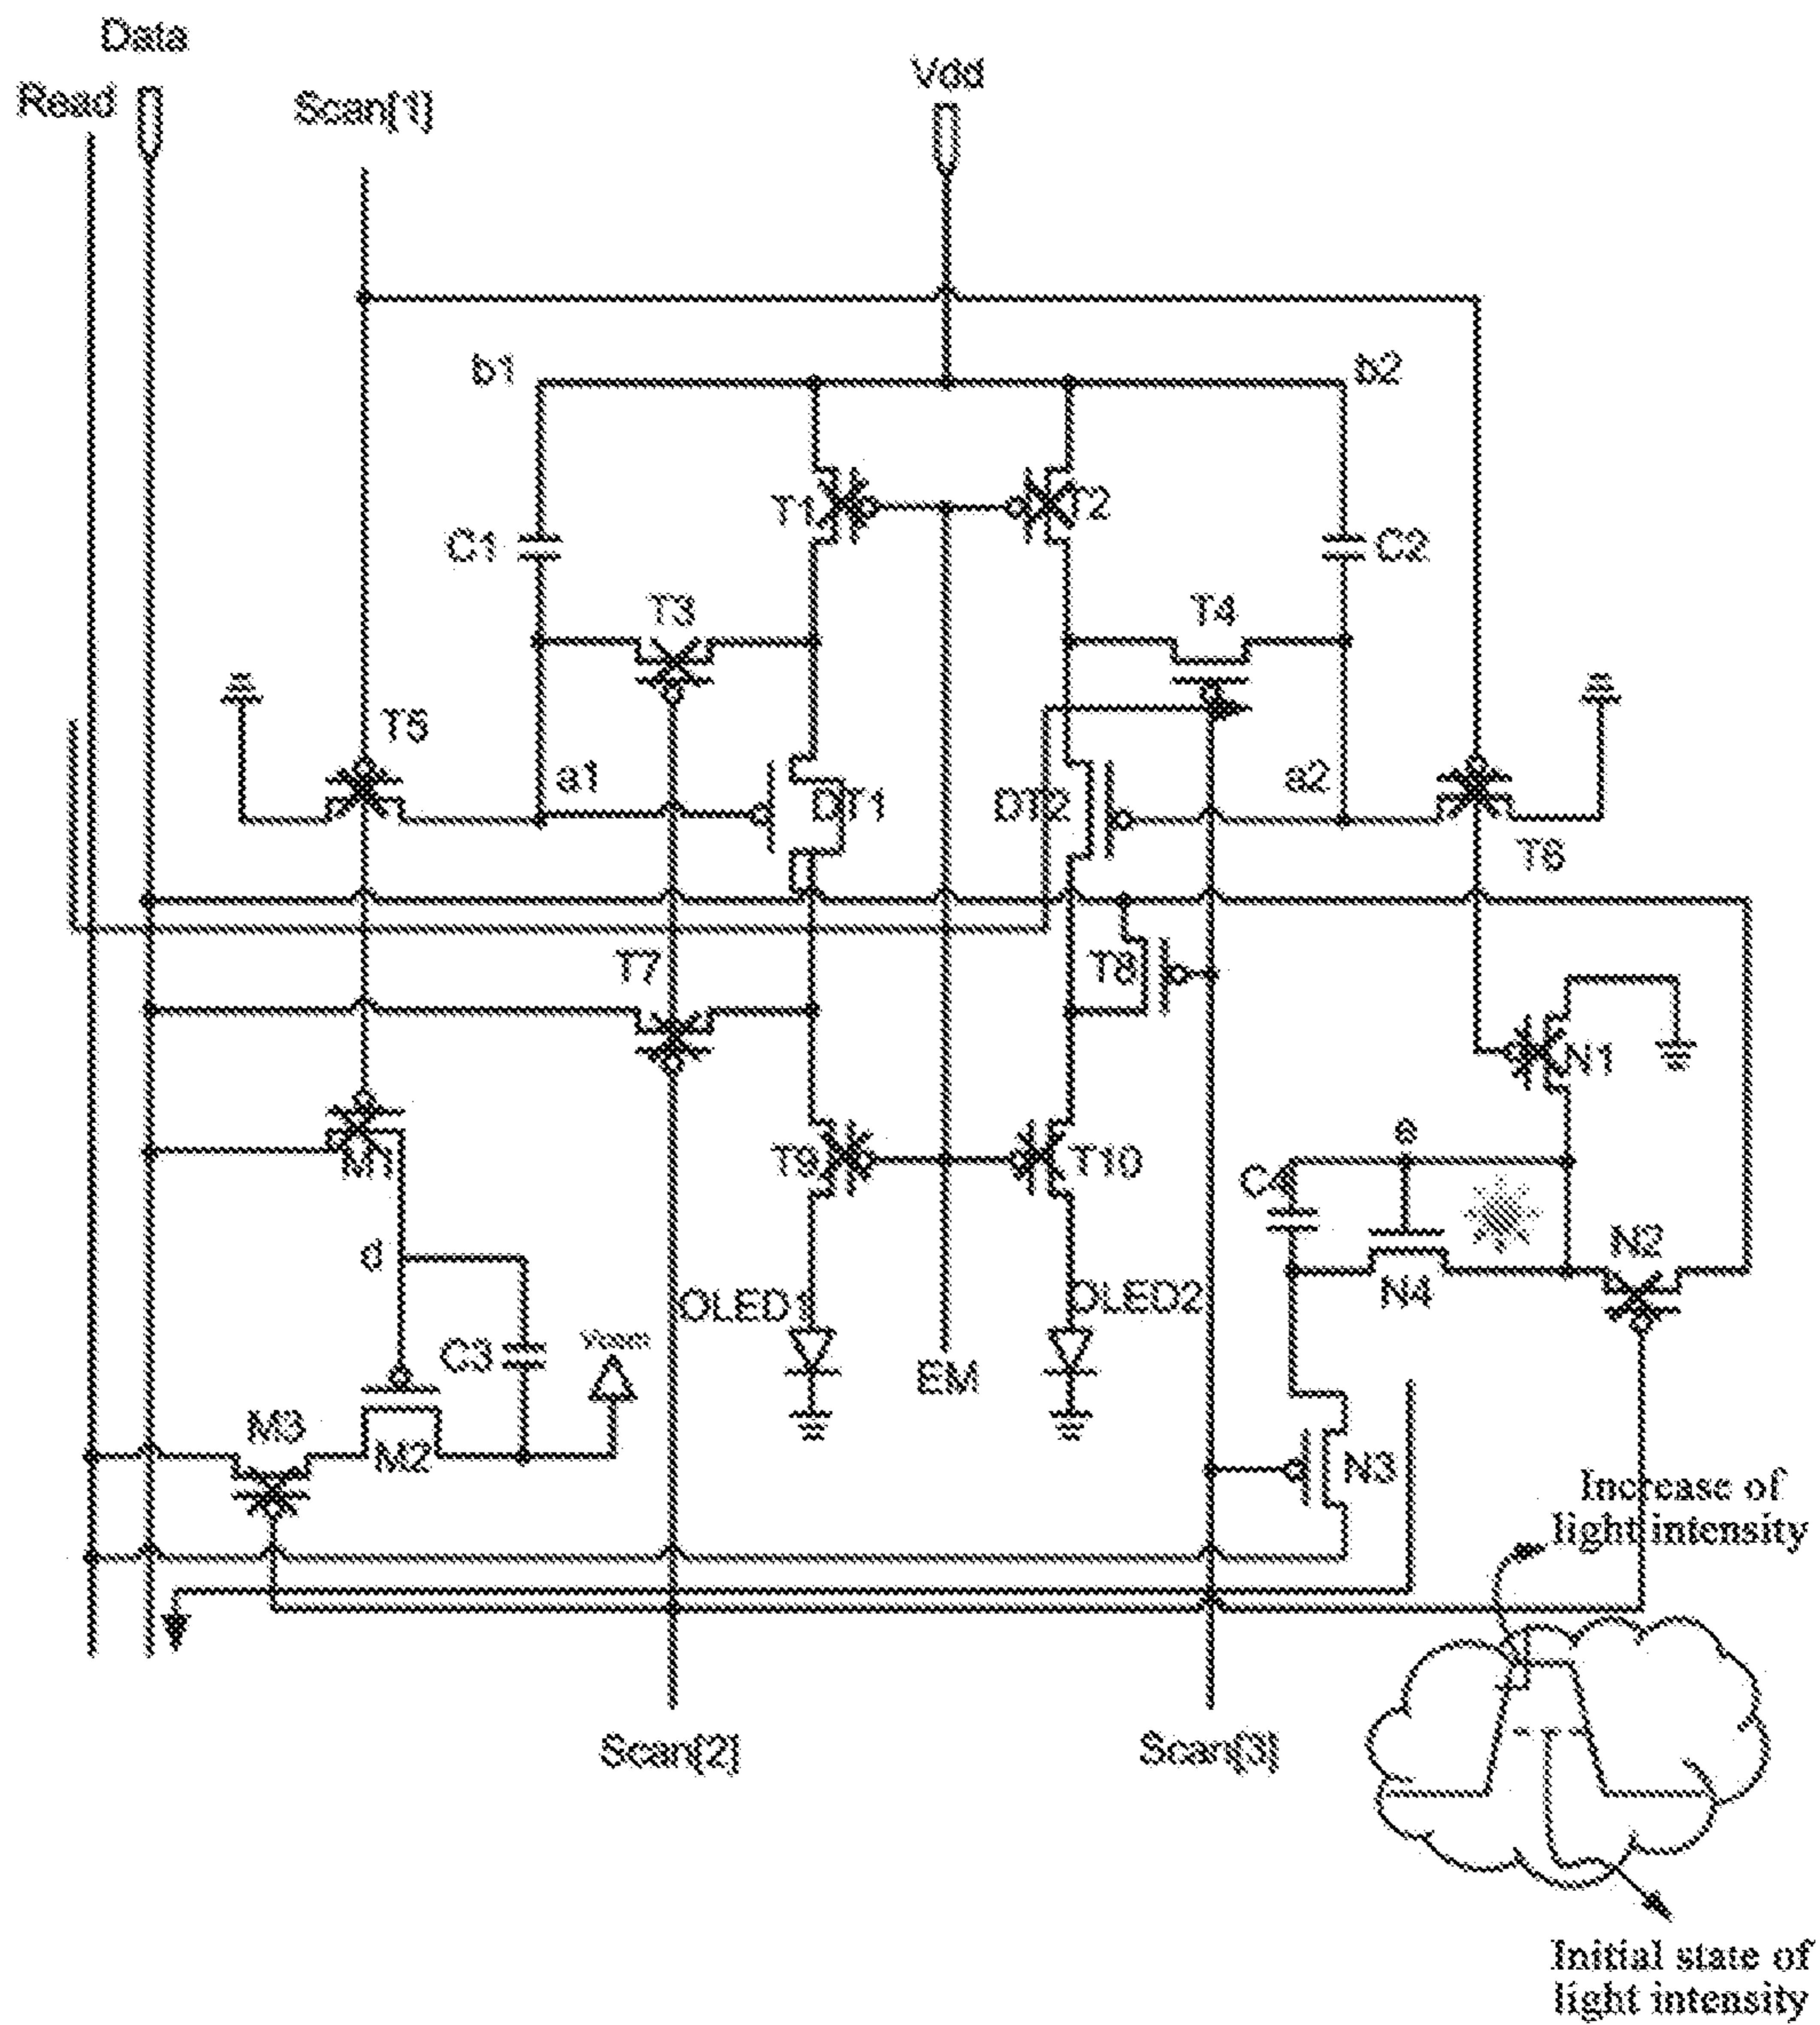 Data
Read
Scan[1]
Vdd
b1
b2
T1
T2
C1
C2
T3
T4
T5
a1
DT1
DT2
a2
T6
T7
T8
N1
M1
T9
T10
e
C4
d
N2
OLED1
OLED2
N4
C3
Vcom
EM
M3
M2
N3
Increase of
light intensity
Scan[2]
Scan[3]
Initial state of
light intensity